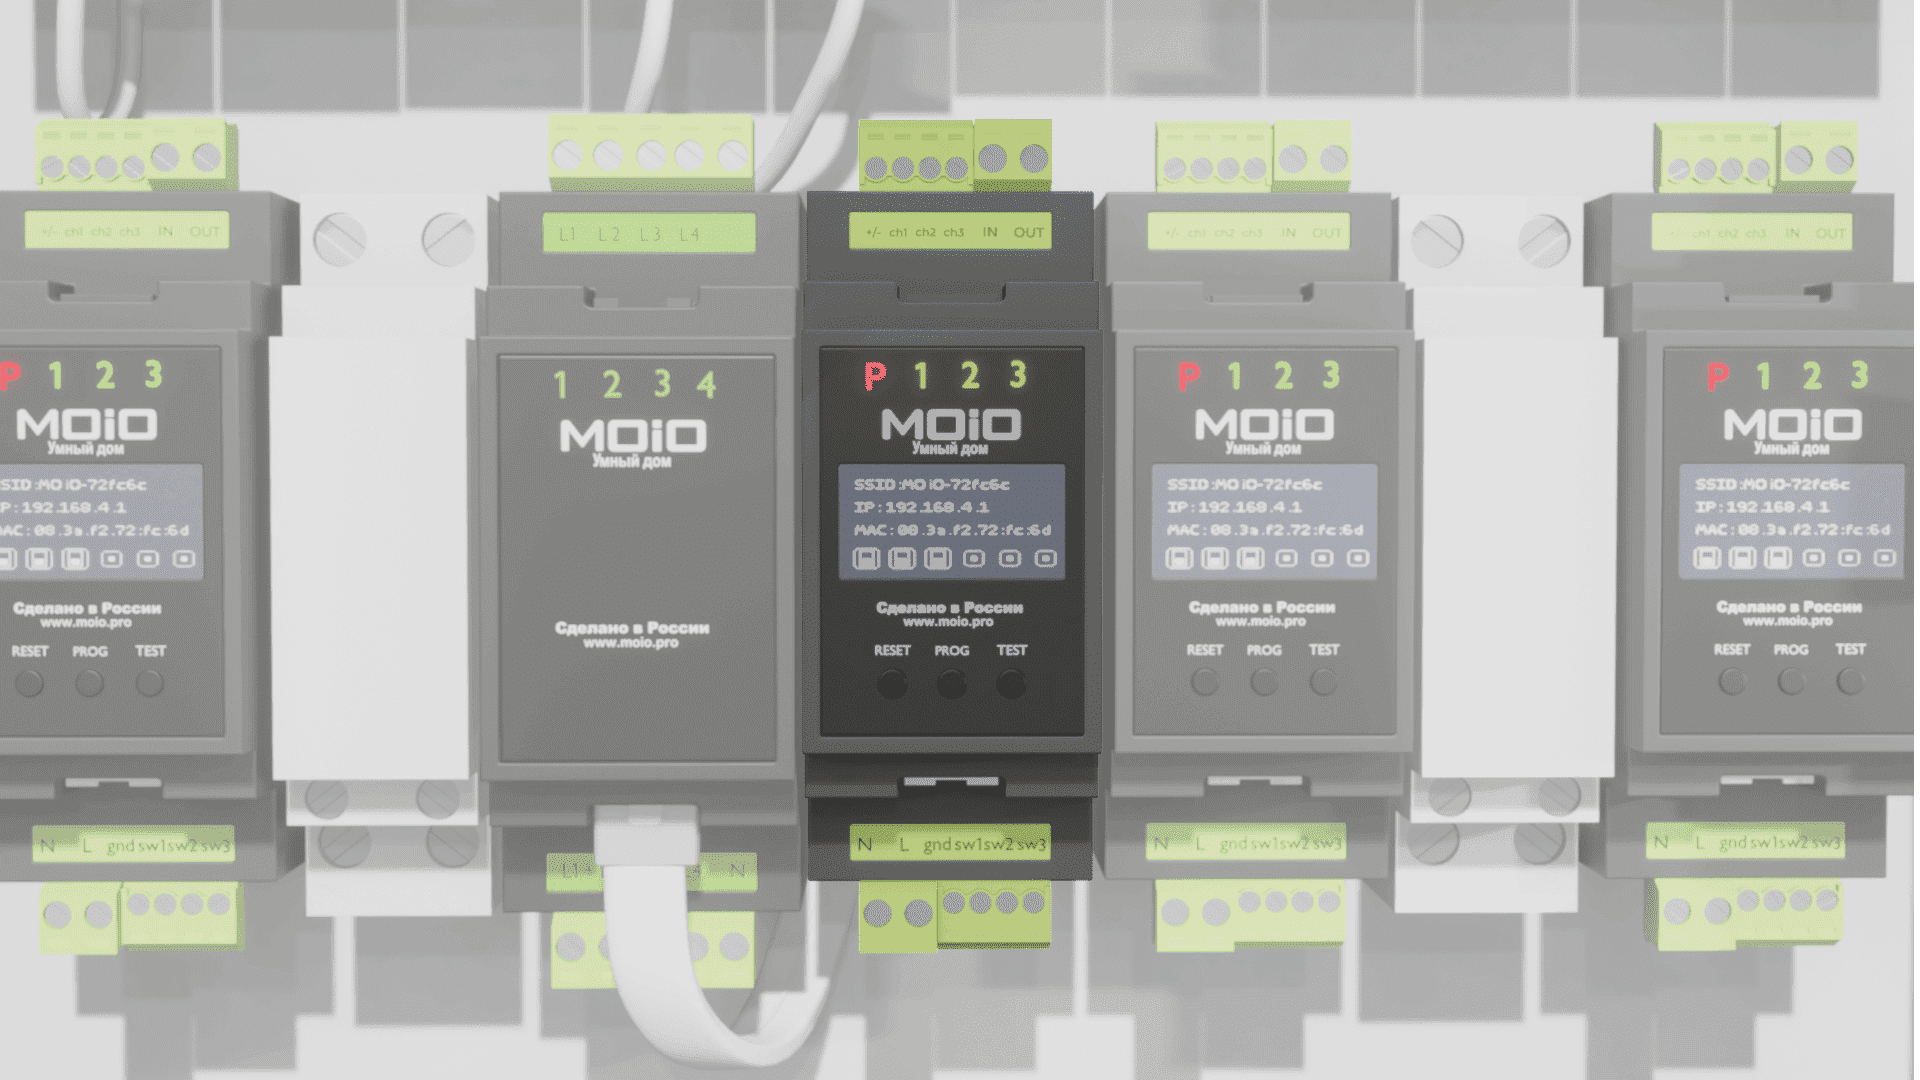 +/- ch1 ch2 ch3 IN OUT
P 1 2 3
MOiO
Умный дом
SSID:MOiO-72fc6c
IP:192.168.4.1
MAC:08.3a.f2.72:fc:6d
Сделано в России
www.moio.pro
RESET PROG TEST
N L gnd sw1 sw2 sw3
L1 L2 L3 L4
1 2 3 4
MOiO
Умный дом
Сделано в России
www.moio.pro
N
+/- ch1 ch2 ch3 IN OUT
P 1 2 3
MOiO
Умный дом
SSID:MOiO-72fc6c
IP:192.168.4.1
MAC:08.3a.f2.72:fc:6d
Сделано в России
www.moio.pro
RESET PROG TEST
N L gnd sw1 sw2 sw3
+/- ch1 ch2 ch3 IN OUT
P 1 2 3
MOiO
Умный дом
SSID:MOiO-72fc6c
IP:192.168.4.1
MAC:08.3a.f2.72:fc:6d
Сделано в России
www.moio.pro
RESET PROG TEST
N L gnd sw1 sw2 sw3
ch1 ch2 ch3 IN OUT
P 1 2 3
MOiO
Умный дом
SSID:MOiO-72fc6c
IP:192.168.4.1
MAC:08.3a.f2.72:fc:6d
Сделано в России
www.moio.pro
RESET PROG TEST
N L gnd sw1 sw2 sw3